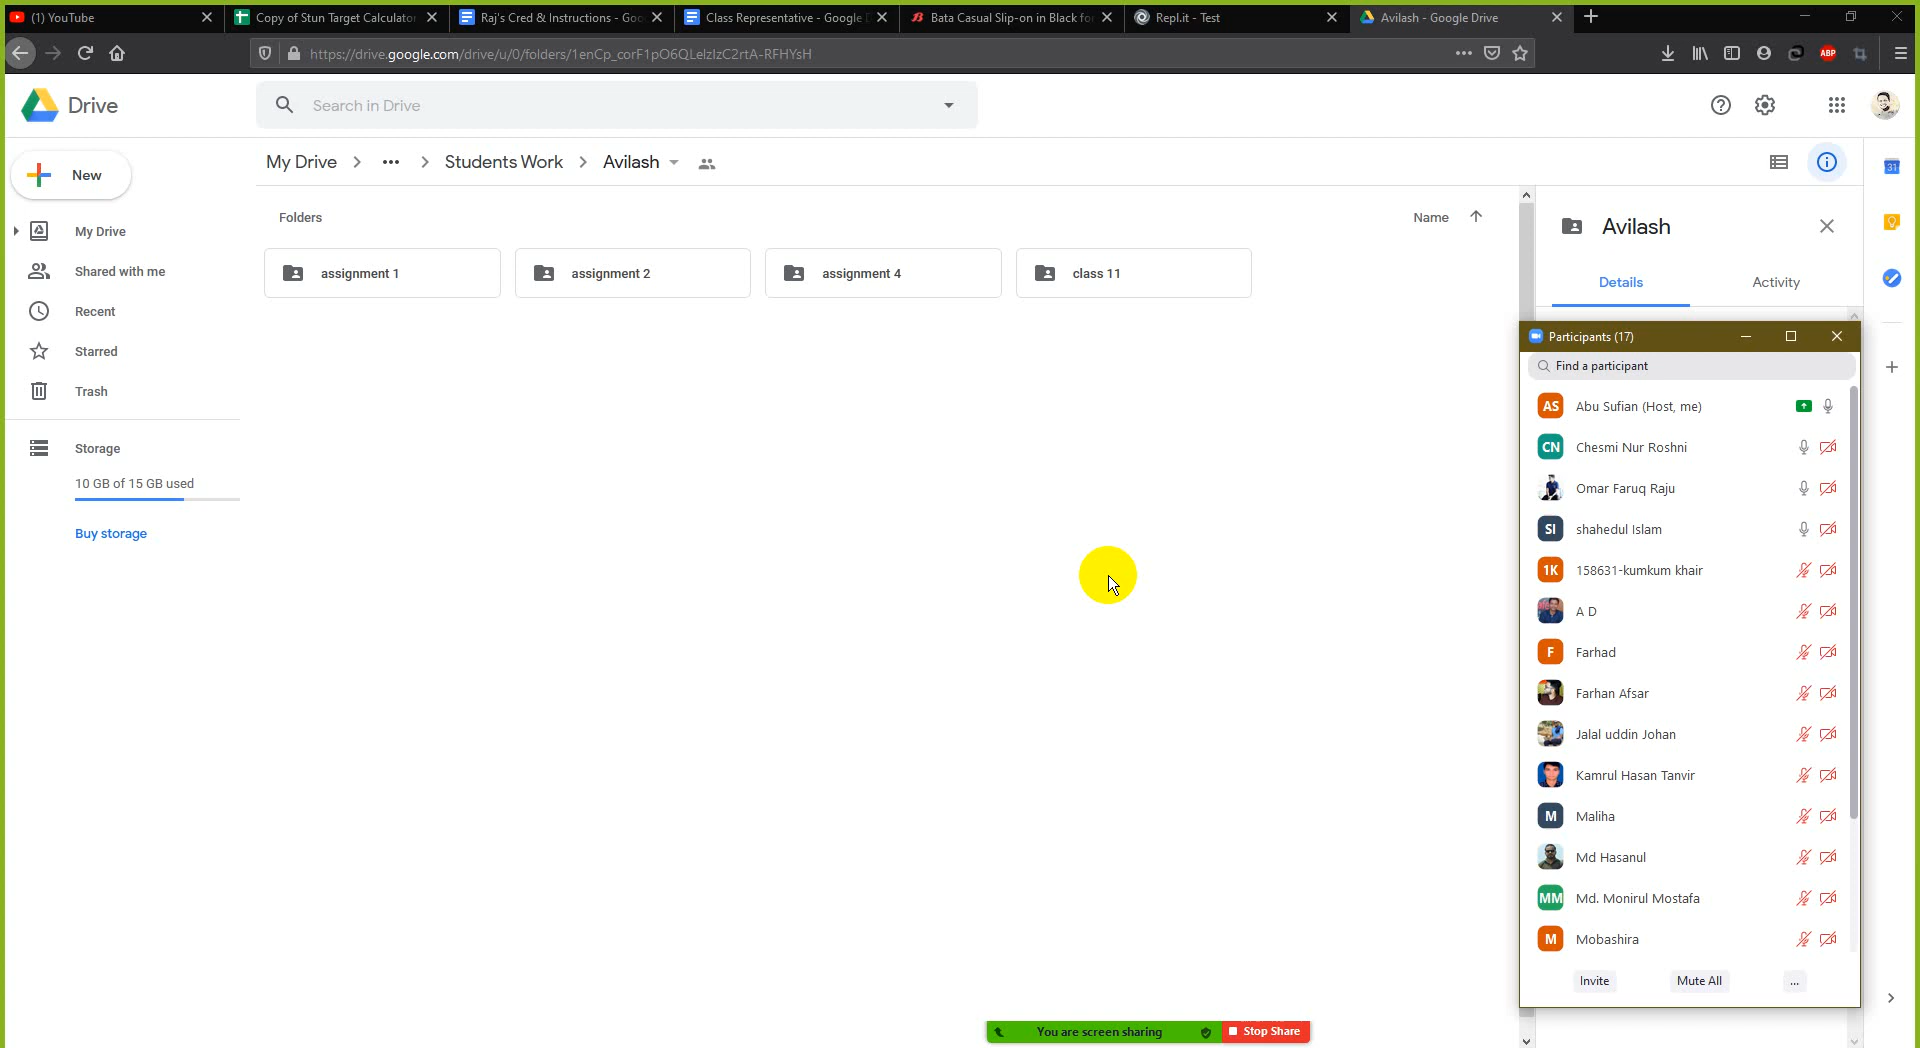 (1) YouTube
Copy of Stun Target Calculator
Raj's Cred & Instructions - Goo
Class Representative - Google D
Bata Casual Slip-on in Black for
Repl.it - Test
Avilash - Google Drive
https://drive.google.com/drive/u/0/folders/1enCp_corF1pO6QLelzIzC2rtA-RFHYsH
ABP
Drive
Search in Drive
New
My Drive
Students Work
Avilash
31
My Drive
Shared with me
Recent
Starred
Trash
Storage
10 GB of 15 GB used
Buy storage
Folders
Name
assignment 1
assignment 2
assignment 4
class 11
Avilash
Details
Activity
Participants (17)
Find a participant
AS Abu Sufian (Host, me)
CN Chesmi Nur Roshni
Omar Faruq Raju
SI shahedul Islam
1K 158631-kumkum khair
A D
F Farhad
Farhan Afsar
Jalal uddin Johan
Kamrul Hasan Tanvir
M Maliha
Md Hasanul
MM Md. Monirul Mostafa
M Mobashira
Invite
Mute All
...
You are screen sharing
Stop Share